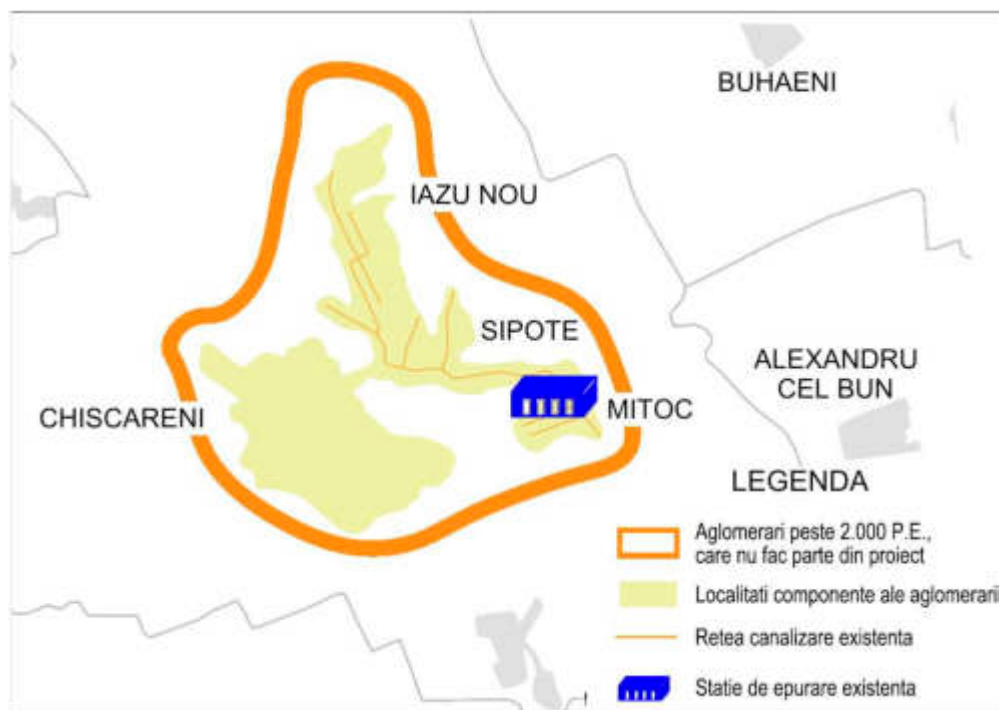 BUHAENI
IAZU NOU
SIPOTE
ALEXANDRU
CEL BUN
CHISCARENI
MITOC
LEGENDA
Aglomerari peste 2.000 P.E.,
care nu fac parte din proiect
Localitati componente ale aglomerarii
Retea canalizare existenta
Statie de epurare existenta